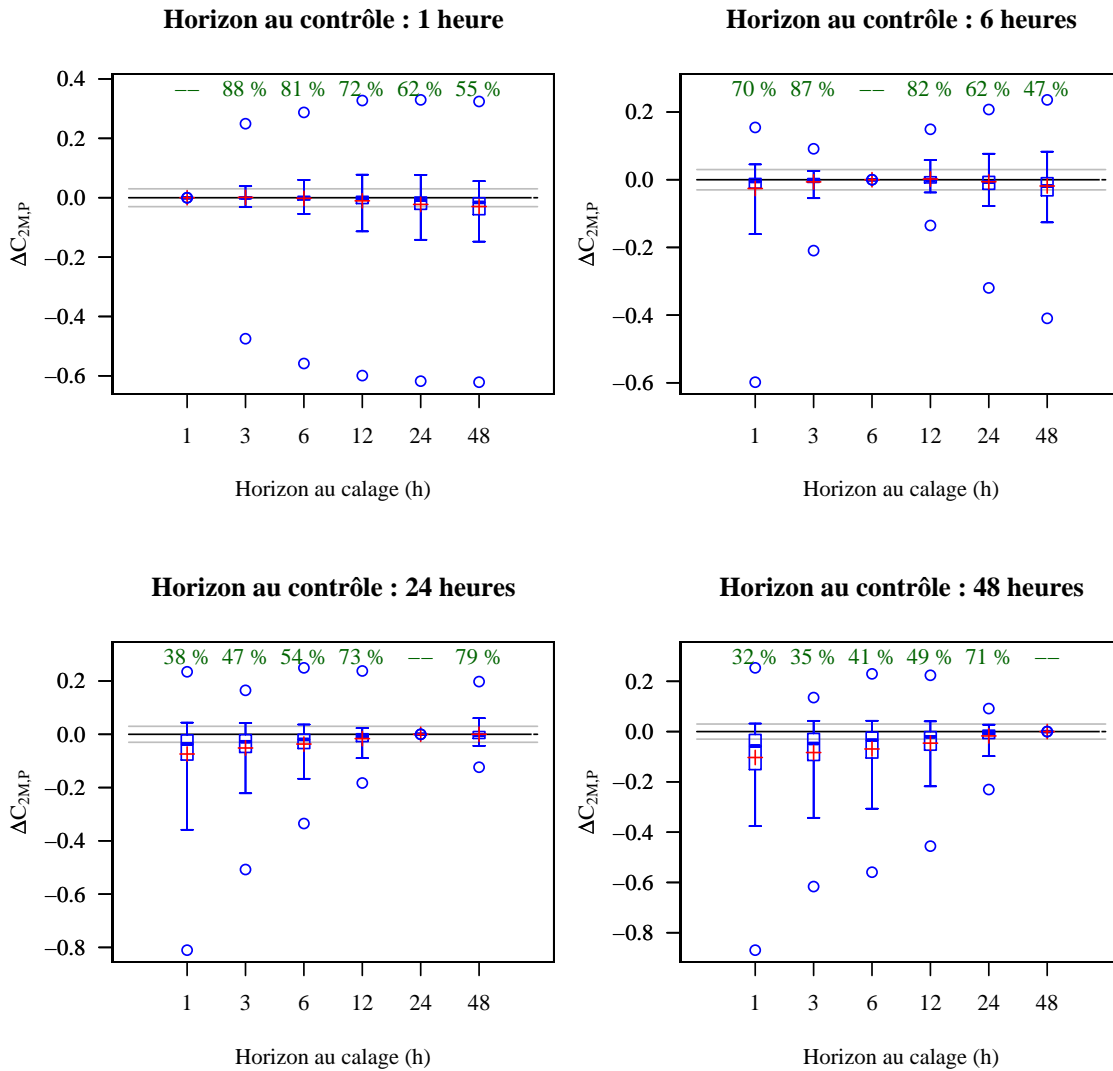 Horizon au contrôle : 1 heure
−− 88 % 81 % 72 % 62 % 55 %
0.4
0.2
0.0
−0.2
−0.4
−0.6
ΔC2M,P
1 3 6 12 24 48
Horizon au calage (h)
Horizon au contrôle : 6 heures
70 % 87 % −− 82 % 62 % 47 %
0.2
0.0
−0.2
−0.4
−0.6
ΔC2M,P
1 3 6 12 24 48
Horizon au calage (h)
Horizon au contrôle : 24 heures
38 % 47 % 54 % 73 % −− 79 %
0.2
0.0
−0.2
−0.4
−0.6
−0.8
ΔC2M,P
1 3 6 12 24 48
Horizon au calage (h)
Horizon au contrôle : 48 heures
32 % 35 % 41 % 49 % 71 % −−
0.2
0.0
−0.2
−0.4
−0.6
−0.8
ΔC2M,P
1 3 6 12 24 48
Horizon au calage (h)